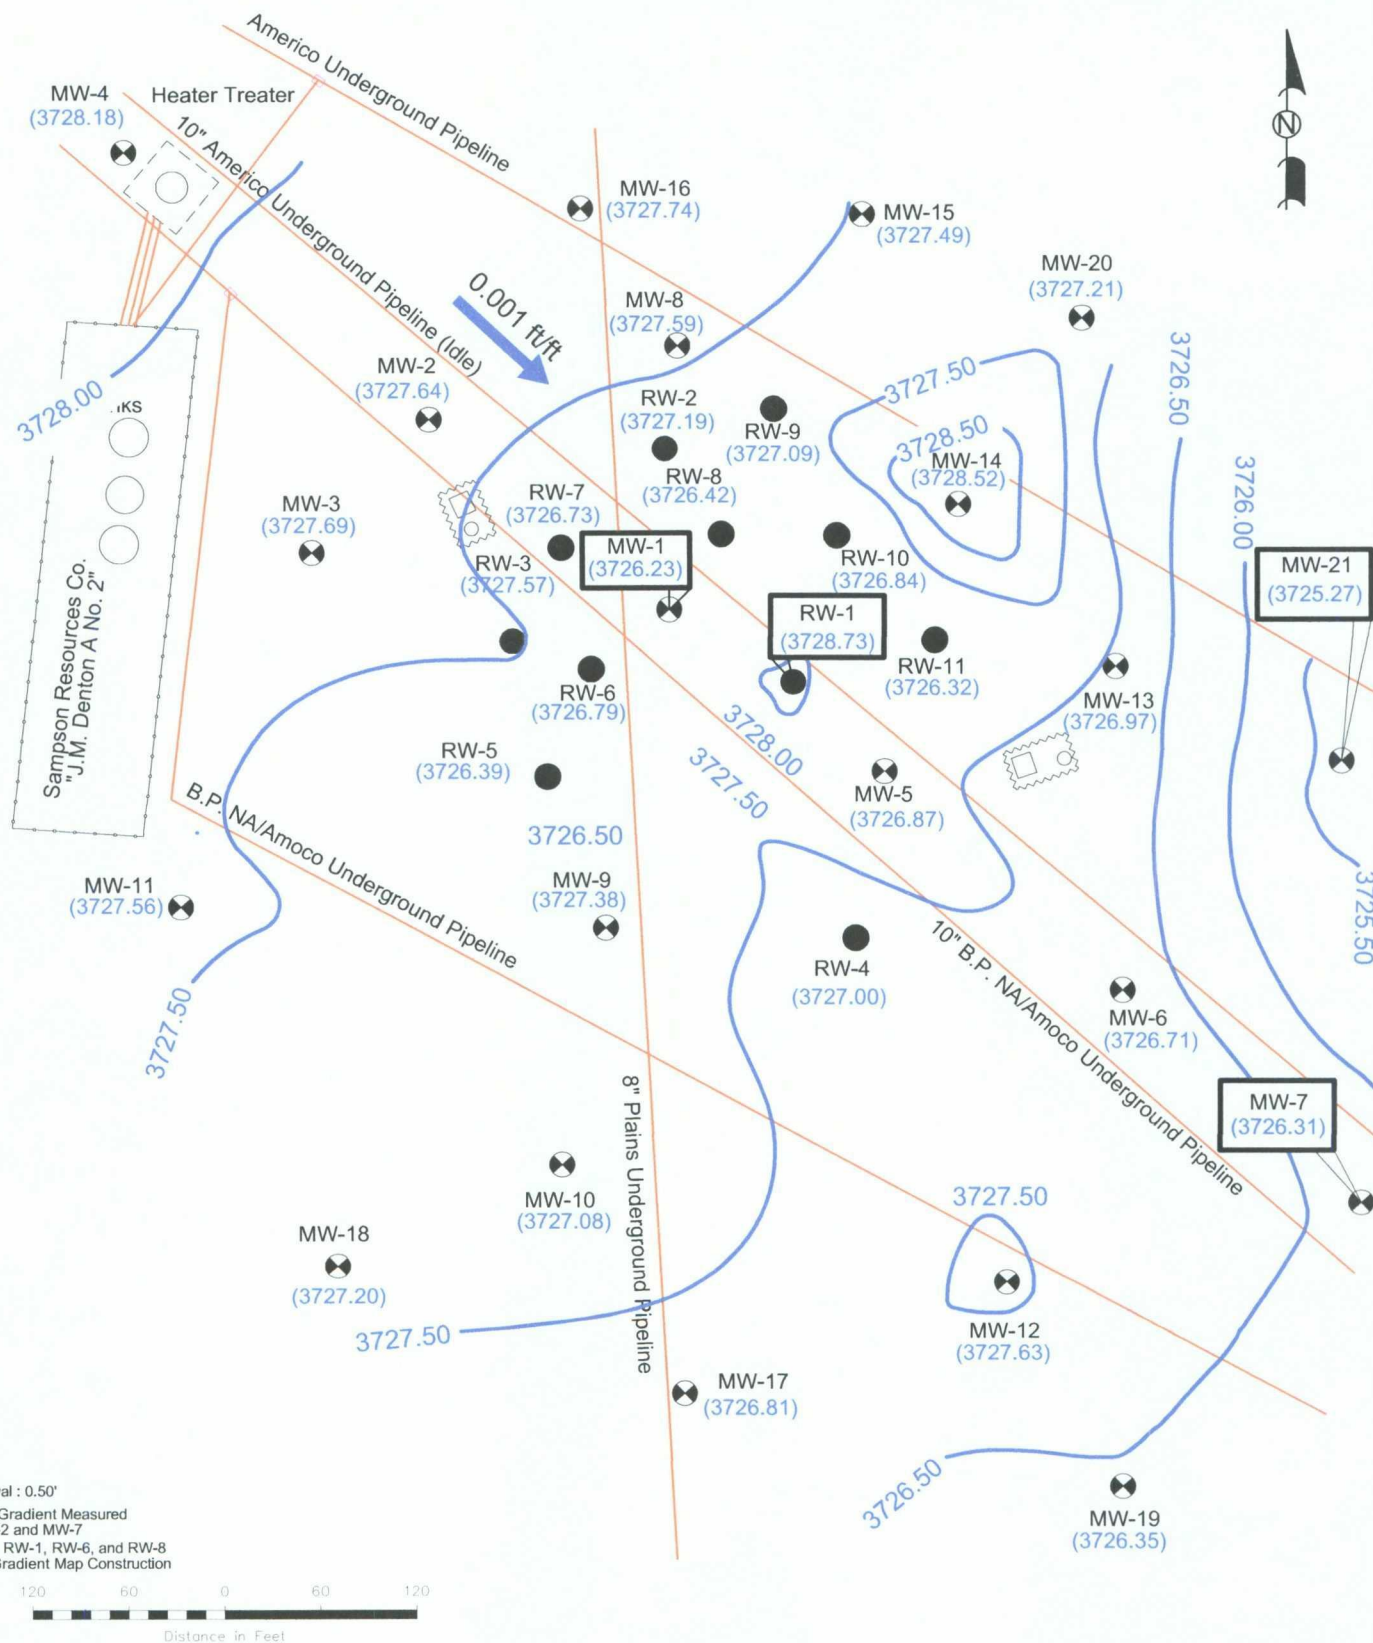 Americo Underground Pipeline
MW-4
(3728.18)
Heater Treater
10" Americo Underground Pipeline (Idle)
N
MW-16
(3727.74)
MW-15
(3727.49)
MW-20
(3727.21)
0.001 ft/ft
MW-8
(3727.59)
MW-2
(3727.64)
3728.00
RW-2
(3727.19)
RW-9
(3727.09)
3727.50
3728.50
MW-14
(3728.52)
3726.50
3726.00
MW-3
(3727.69)
RW-7
(3726.73)
RW-8
(3726.42)
RW-3
(3727.57)
MW-1
(3726.23)
RW-10
(3726.84)
MW-21
(3725.27)
RW-1
(3728.73)
RW-11
(3726.32)
MW-13
(3726.97)
RW-6
(3726.79)
Sampson Resources Co.
"J.M. Denton A No. 2"
RW-5
(3726.39)
3728.00
3727.50
MW-5
(3726.87)
B.P. NA/Amoco Underground Pipeline
3726.50
MW-11
(3727.56)
MW-9
(3727.38)
3725.50
RW-4
(3727.00)
10" B.P. NA/Amoco Underground Pipeline
MW-6
(3726.71)
3727.50
8" Plains Underground Pipeline
MW-7
(3726.31)
MW-10
(3727.08)
MW-18
(3727.20)
3727.50
3727.50
MW-12
(3727.63)
MW-17
(3726.81)
3726.50
MW-19
(3726.35)
al : 0.50'
Gradient Measured
2 and MW-7
RW-1, RW-6, and RW-8
Gradient Map Construction
120 60 0 60 120
Distance in Feet